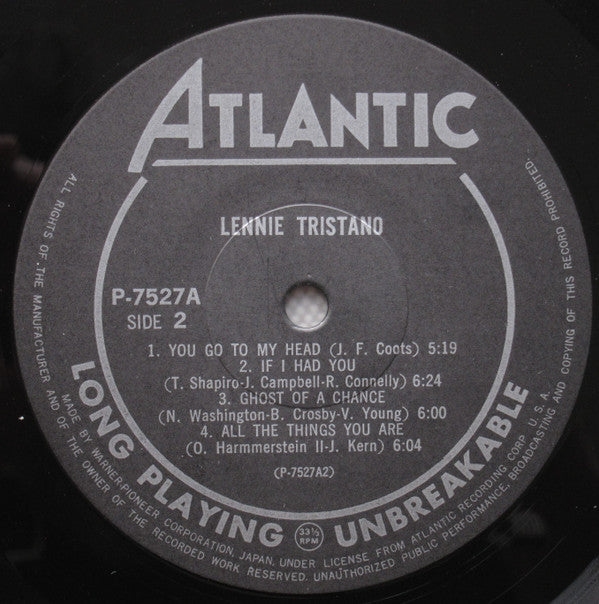 ATLANTIC
LENNIE TRISTANO
P-7527A
SIDE 2
1. YOU GO TO MY HEAD (J. F. Coots) 5:19
2. IF I HAD YOU
(T. Shapiro-J. Campbell-R. Connelly) 6:24
3. GHOST OF A CHANCE
(N. Washington-B. Crosby-V. Young) 6:00
4. ALL THE THINGS YOU ARE
(O. Harmmerstein II-J. Kern) 6:04
(P-7527A2)
LONG PLAYING 33⅓ RPM UNBREAKABLE
ALL RIGHTS OF THE MANUFACTURER AND OF THE OWNER OF THE RECORDED WORK RESERVED. UNAUTHORIZED PUBLIC PERFORMANCE, BROADCASTING AND COPYING OF THIS RECORD PROHIBITED.
MADE BY WARNER-PIONEER CORPORATION, JAPAN. UNDER LICENSE FROM ATLANTIC RECORDING CORP. U.S.A.